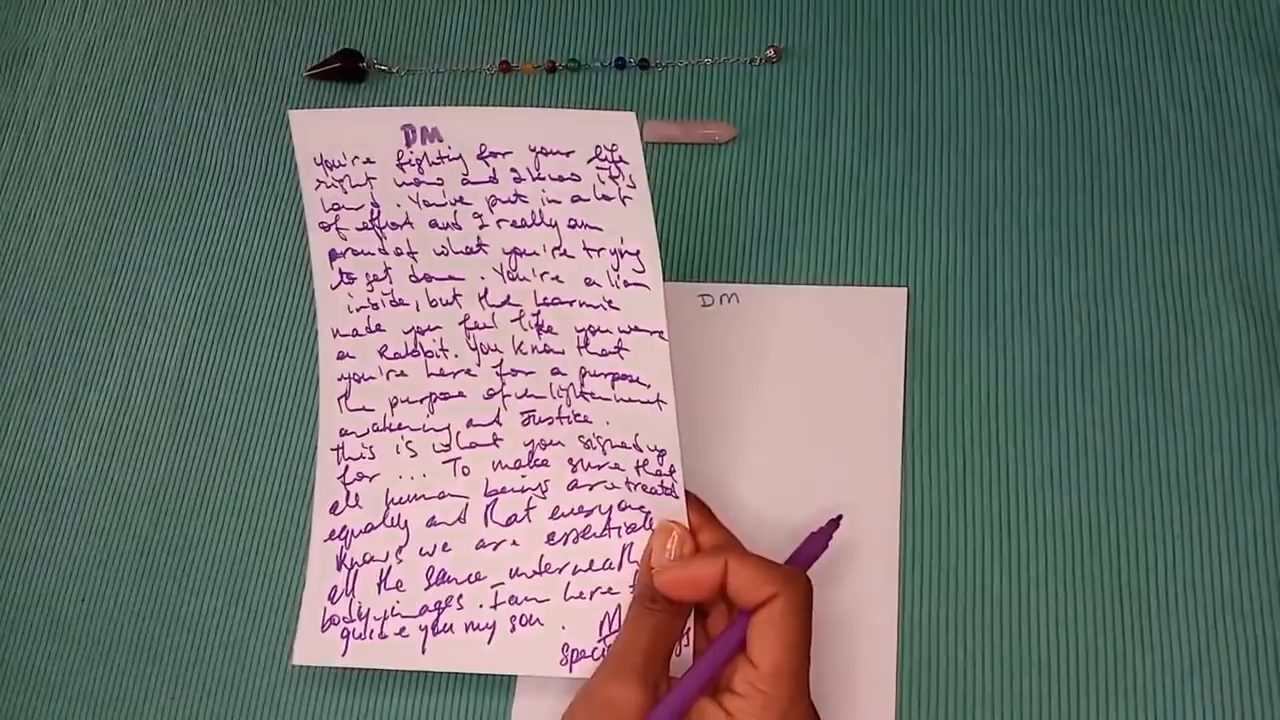 DM
You're fighting for your life
right now and I know it's
hard. You've put in a lot
of effort and I really am
proud of what you're trying
to get done. You're a lion
inside, but the karmic
made you feel like you were
a Rabbit. You know that
you're here for a purpose,
the purpose of enlightenment
awakening and Justice.
This is what you signed up
for ... To make sure that
all human beings are treated
equally and that everyone
knows we are essentially
all the same underneath
body images. I am here
guide you my son.
DM